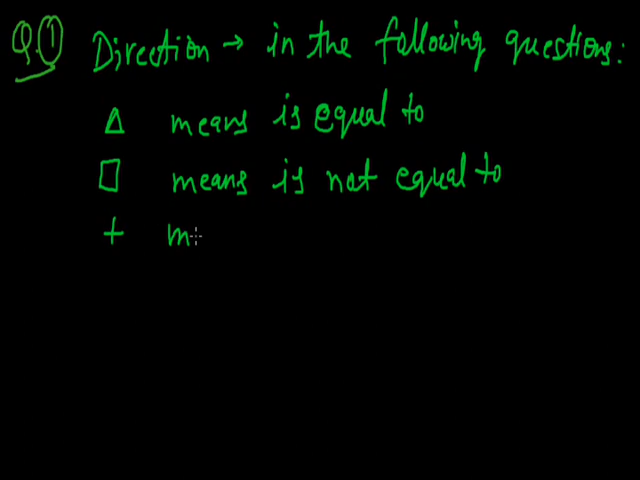 Q.1 Direction → in the following questions:
△ means is equal to
□ means is not equal to
+ m